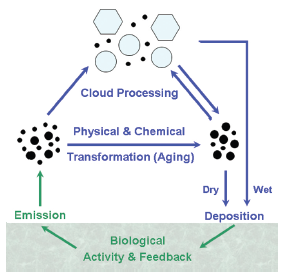 Cloud Processing
Physical & Chemical
Transformation (Aging)
Dry
Wet
Emission
Deposition
Biological
Activity & Feedback